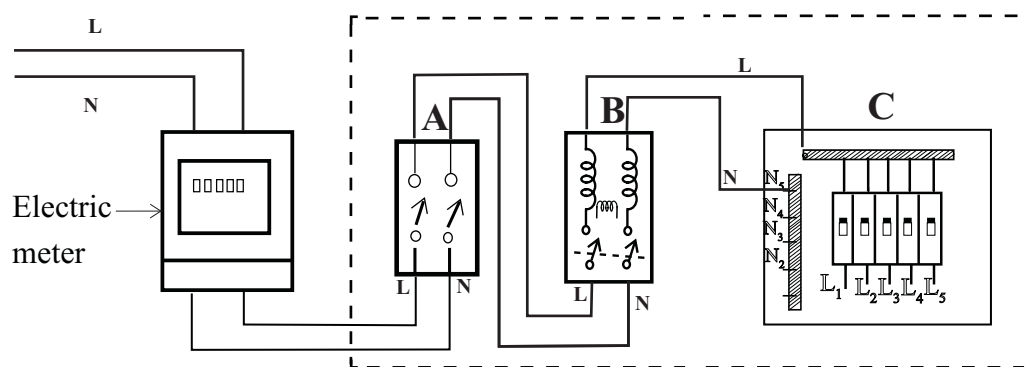 L
N
Electric
meter
A
L
N
B
L
N
L
N
C
N₅
N₄
N₃
N₂
L₁
L₂
L₃
L₄
L₅